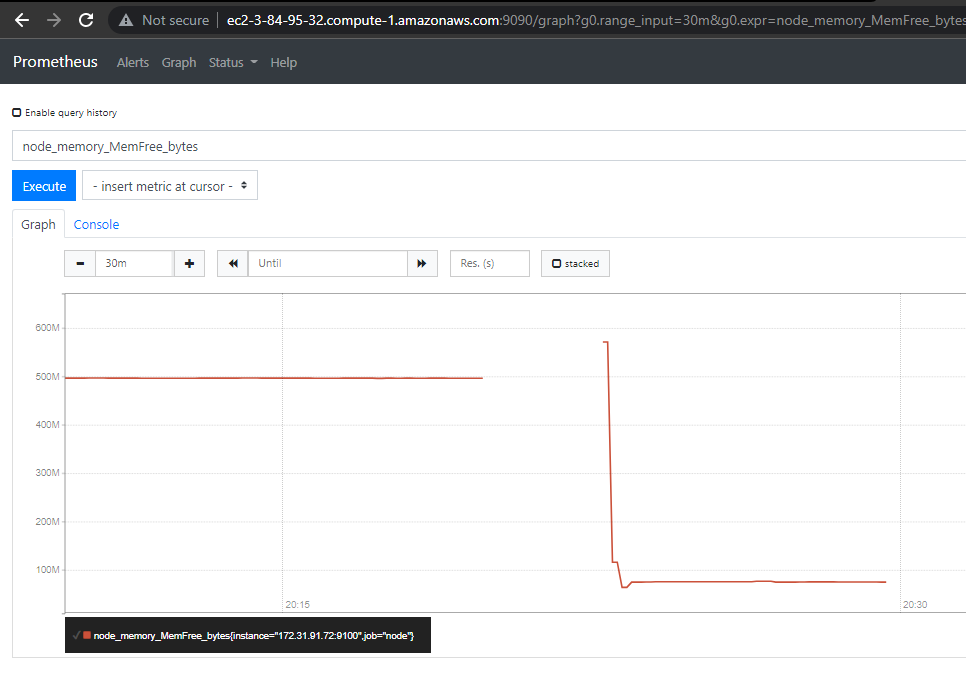 Not secure | ec2-3-84-95-32.compute-1.amazonaws.com:9090/graph?g0.range_input=30m&g0.expr=node_memory_MemFree_bytes
Prometheus Alerts Graph Status Help
Enable query history
node_memory_MemFree_bytes
Execute - insert metric at cursor -
Graph Console
30m Until Res. (s) stacked
600M
500M
400M
300M
200M
100M
20:15 20:30
node_memory_MemFree_bytes{instance="172.31.91.72:9100",job="node"}